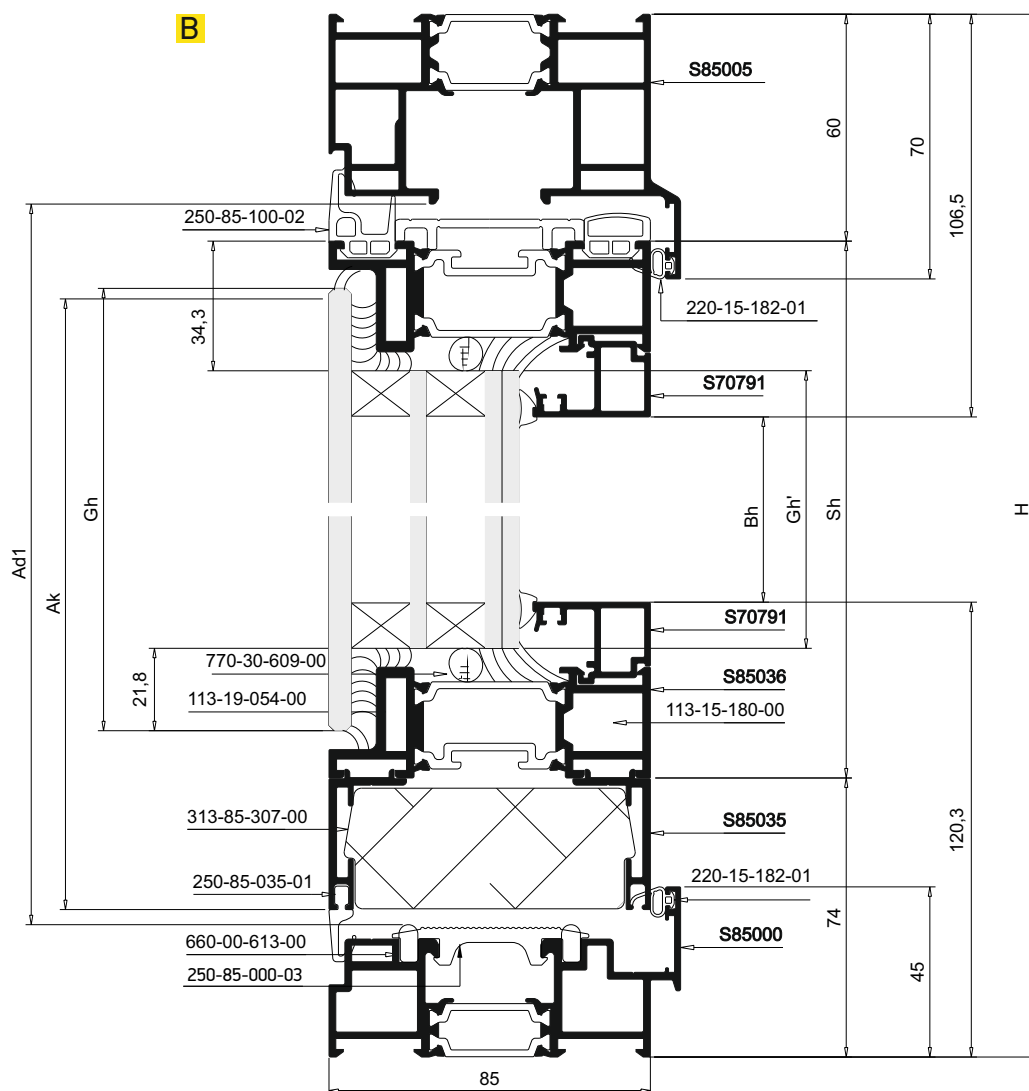 B
S85005
60
70
106,5
250-85-100-02
34,3
220-15-182-01
S70791
Gh
Ad1
Ak
Bh
Gh'
Sh
H
S70791
770-30-609-00
S85036
21,8
113-19-054-00
113-15-180-00
313-85-307-00
S85035
120,3
250-85-035-01
220-15-182-01
74
660-00-613-00
S85000
45
250-85-000-03
85